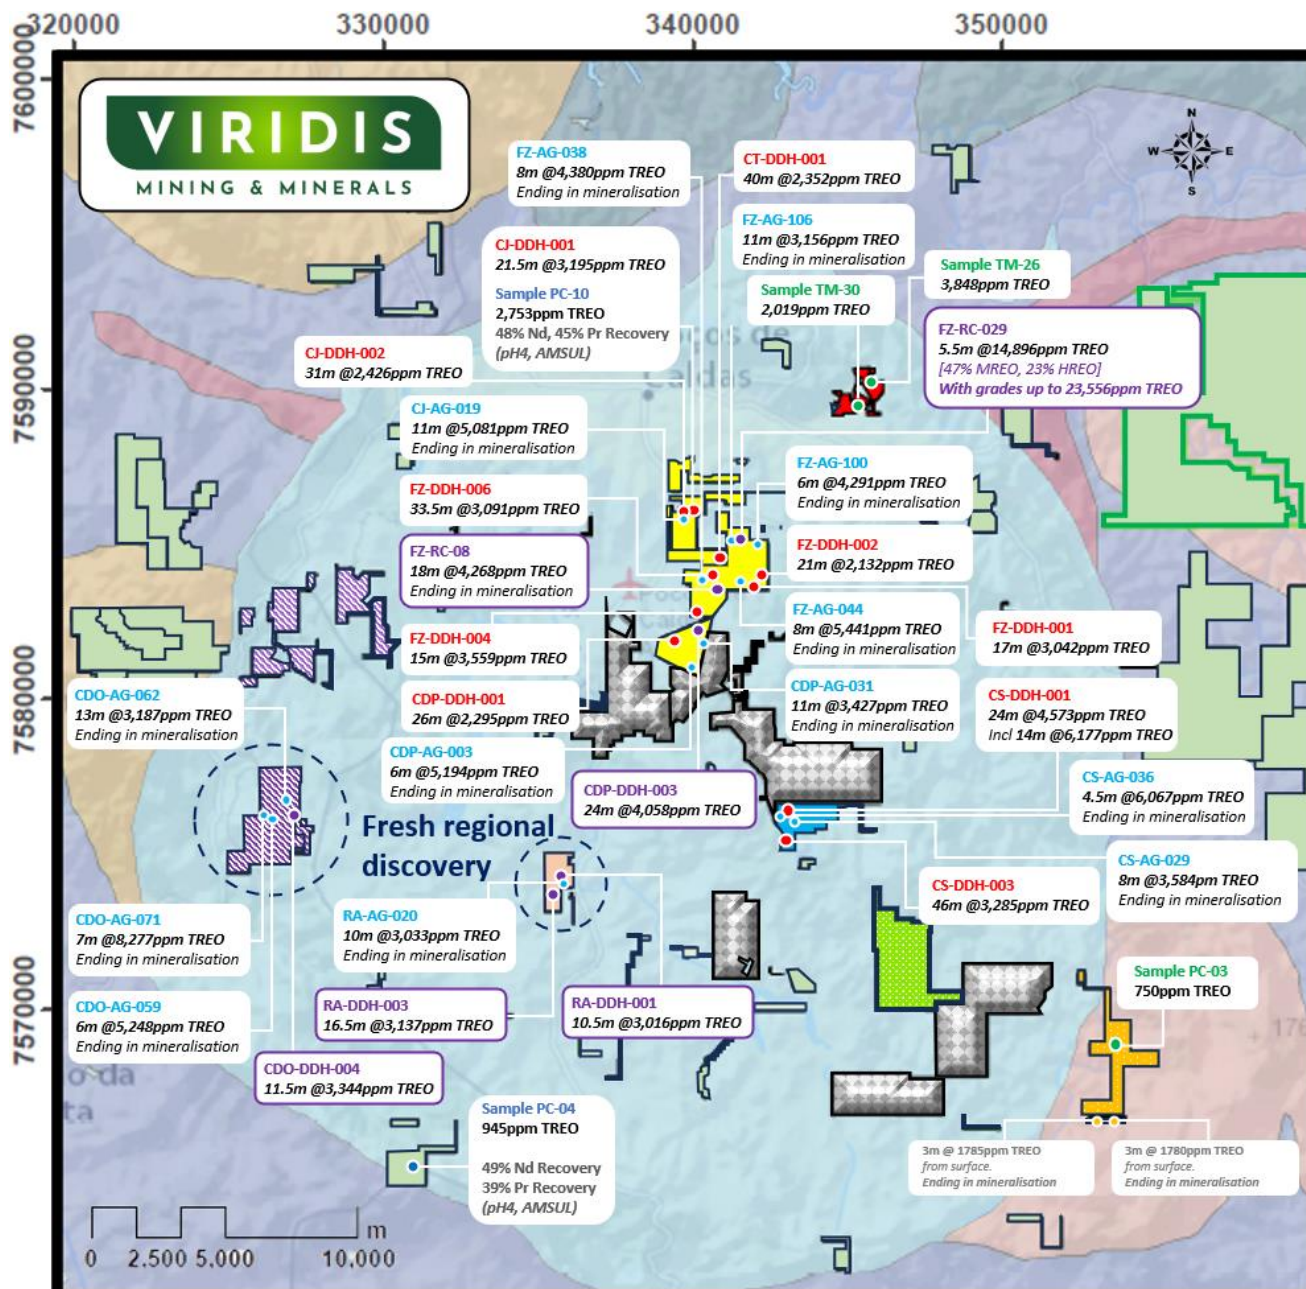 320000
330000
340000
350000
7600000
7590000
7580000
7570000
VIRIDIS
MINING & MINERALS
N
W
E
S
FZ-AG-038
8m @4,380ppm TREO
Ending in mineralisation
CT-DDH-001
40m @2,352ppm TREO
FZ-AG-106
11m @3,156ppm TREO
Ending in mineralisation
CJ-DDH-001
21.5m @3,195ppm TREO
Sample PC-10
2,753ppm TREO
48% Nd, 45% Pr Recovery
(pH4, AMSUL)
Sample TM-30
2,019ppm TREO
Sample TM-26
3,848ppm TREO
FZ-RC-029
5.5m @14,896ppm TREO
[47% MREO, 23% HREO]
With grades up to 23,556ppm TREO
CJ-DDH-002
31m @2,426ppm TREO
de
Caldas
CJ-AG-019
11m @5,081ppm TREO
Ending in mineralisation
FZ-AG-100
6m @4,291ppm TREO
Ending in mineralisation
FZ-DDH-006
33.5m @3,091ppm TREO
FZ-DDH-002
21m @2,132ppm TREO
FZ-RC-08
18m @4,268ppm TREO
Ending in mineralisation
FZ-AG-044
8m @5,441ppm TREO
Ending in mineralisation
FZ-DDH-004
15m @3,559ppm TREO
FZ-DDH-001
17m @3,042ppm TREO
CDP-DDH-001
26m @2,295ppm TREO
CDP-AG-031
11m @3,427ppm TREO
Ending in mineralisation
CS-DDH-001
24m @4,573ppm TREO
Incl 14m @6,177ppm TREO
CDO-AG-062
13m @3,187ppm TREO
Ending in mineralisation
CDP-AG-003
6m @5,194ppm TREO
Ending in mineralisation
CDP-DDH-003
24m @4,058ppm TREO
CS-AG-036
4.5m @6,067ppm TREO
Ending in mineralisation
Fresh regional
discovery
CS-AG-029
8m @3,584pm TREO
Ending in mineralisation
CS-DDH-003
46m @3,285ppm TREO
CDO-AG-071
7m @8,277ppm TREO
Ending in mineralisation
RA-AG-020
10m @3,033ppm TREO
Ending in mineralisation
Sample PC-03
750ppm TREO
CDO-AG-059
6m @5,248ppm TREO
Ending in mineralisation
RA-DDH-003
16.5m @3,137ppm TREO
RA-DDH-001
10.5m @3,016ppm TREO
CDO-DDH-004
11.5m @3,344ppm TREO
o da
ta
Sample PC-04
945ppm TREO
49% Nd Recovery
39% Pr Recovery
(pH4, AMSUL)
3m @ 1785ppm TREO
from surface.
Ending in mineralisation
3m @ 1780ppm TREO
from surface.
Ending in mineralisation
m
0 2.500 5,000 10,000